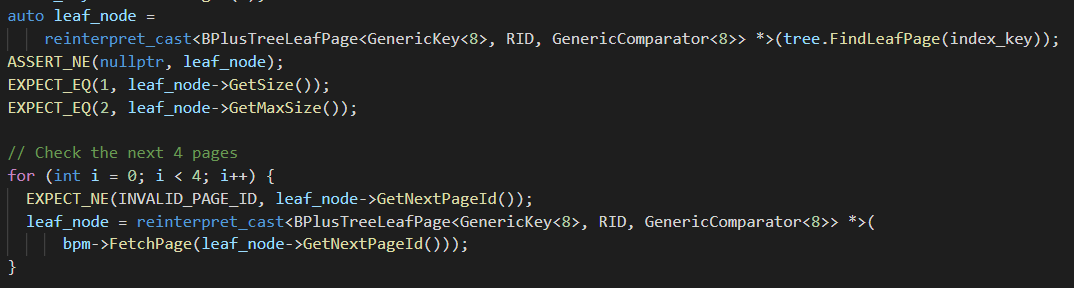 auto leaf_node =
reinterpret_cast<BPlusTreeLeafPage<GenericKey<8>, RID, GenericComparator<8>> *>(tree.FindLeafPage(index_key));
ASSERT_NE(nullptr, leaf_node);
EXPECT_EQ(1, leaf_node->GetSize());
EXPECT_EQ(2, leaf_node->GetMaxSize());

// Check the next 4 pages
for (int i = 0; i < 4; i++) {
EXPECT_NE(INVALID_PAGE_ID, leaf_node->GetNextPageId());
leaf_node = reinterpret_cast<BPlusTreeLeafPage<GenericKey<8>, RID, GenericComparator<8>> *>(
bpm->FetchPage(leaf_node->GetNextPageId()));
}